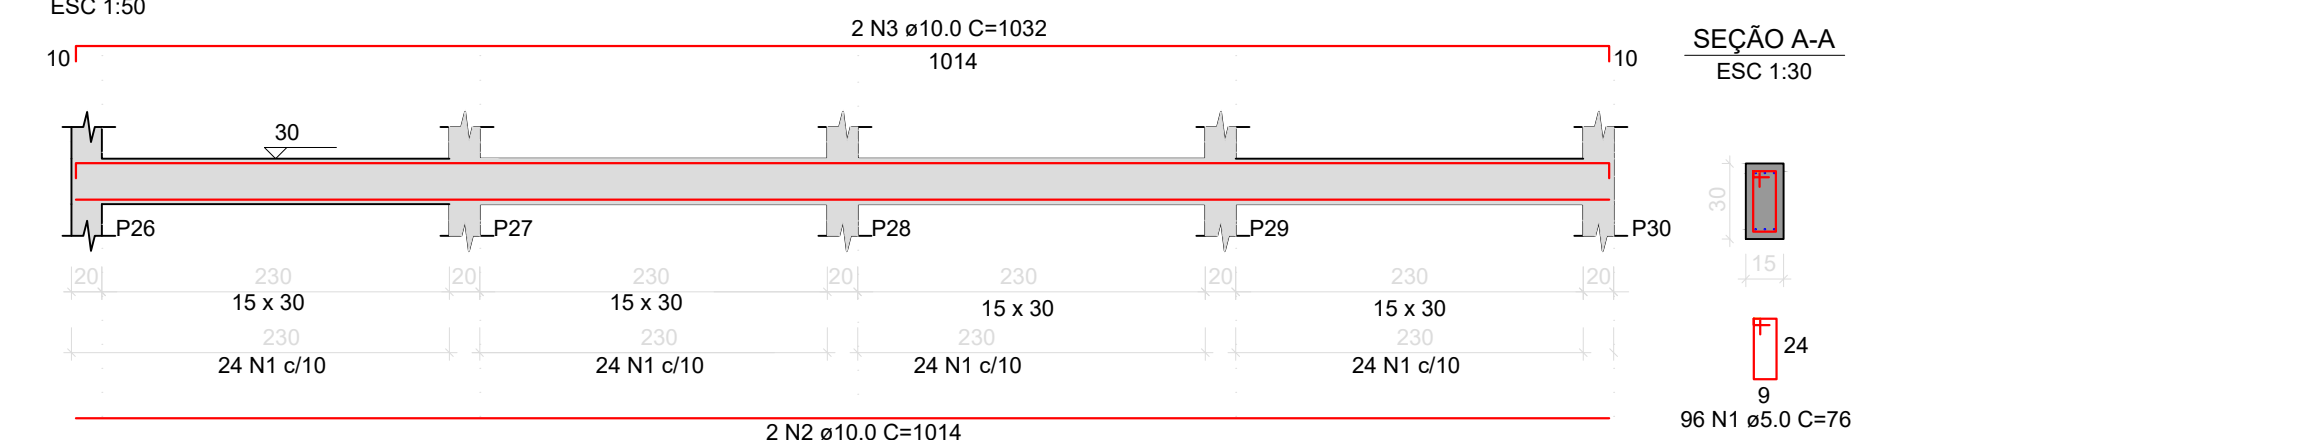 ESC 1:50
2 N3 ø10.0 C=1032
10
1014
10
SEÇÃO A-A
ESC 1:30
30
P26
P27
P28
P29
P30
30
20
230
20
230
20
230
20
230
20
15
15 x 30
15 x 30
15 x 30
15 x 30
230
230
230
230
24 N1 c/10
24 N1 c/10
24 N1 c/10
24 N1 c/10
24
9
96 N1 ø5.0 C=76
2 N2 ø10.0 C=1014